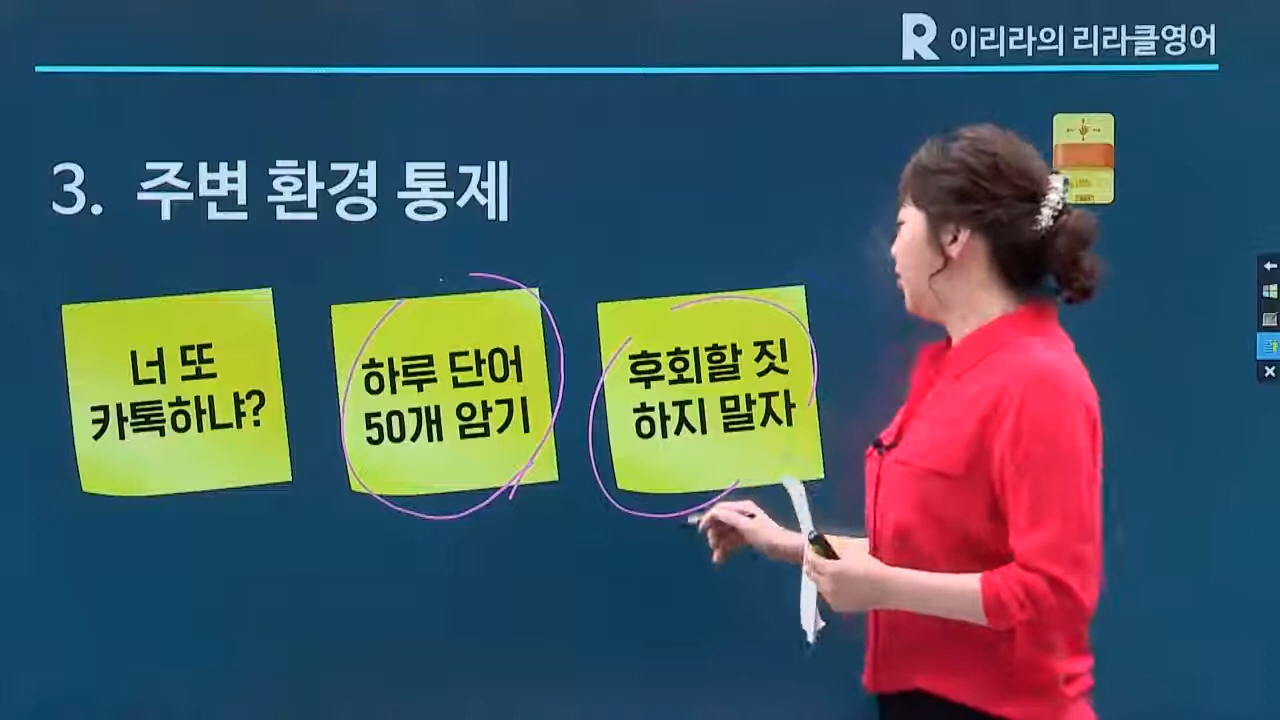 이리라의 리라클영어
3. 주변 환경 통제
너 또
카톡하냐?
하루 단어
50개 암기
후회할 짓
하지 말자